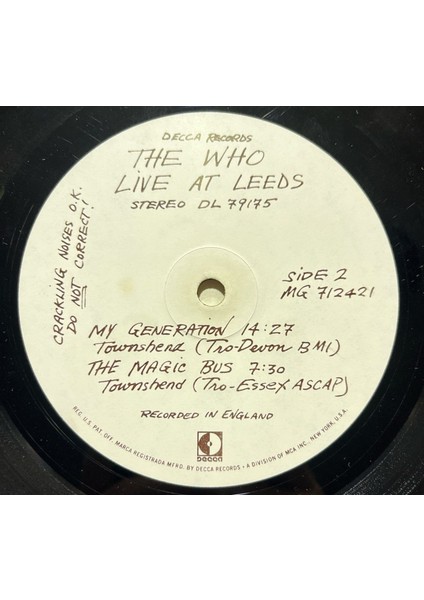 DECCA RECORDS
THE WHO
LIVE AT LEEDS
STEREO DL 79175
CRACKLING NOISES O.K.
DO NOT CORRECT!
SIDE 2
MG 712421
MY GENERATION 14:27
Townshend (Tro-Devon BMI)
THE MAGIC BUS 7:30
Townshend (Tro-Essex ASCAP)
RECORDED IN ENGLAND
DECCA
REG. U.S. PAT. OFF. MARCA REGISTRADA MFRD. BY DECCA RECORDS • A DIVISION OF MCA INC., NEW YORK, U.S.A.